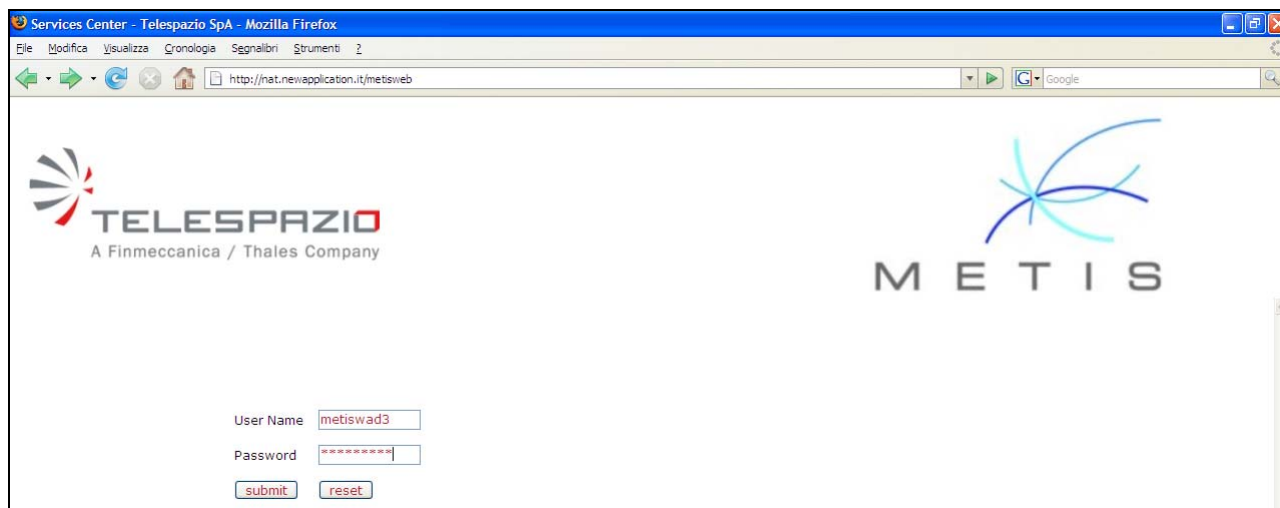 Services Center - Telespazio SpA - Mozilla Firefox
File Modifica Visualizza Cronologia Segnalibri Strumenti ?
http://nat.newapplication.it/metisweb G Google
TELESPAZIO
A Finmeccanica / Thales Company
METIS
User Name metiswad3
Password *********
submit reset